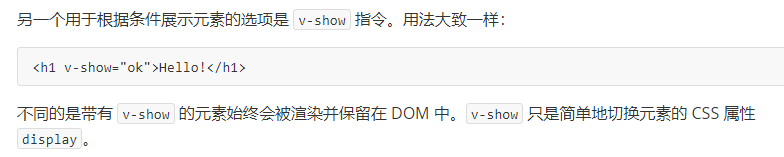 另一个用于根据条件展示元素的选项是 v-show 指令。用法大致一样：
<h1 v-show="ok">Hello!</h1>
不同的是带有 v-show 的元素始终会被渲染并保留在 DOM 中。v-show 只是简单地切换元素的 CSS 属性
display。